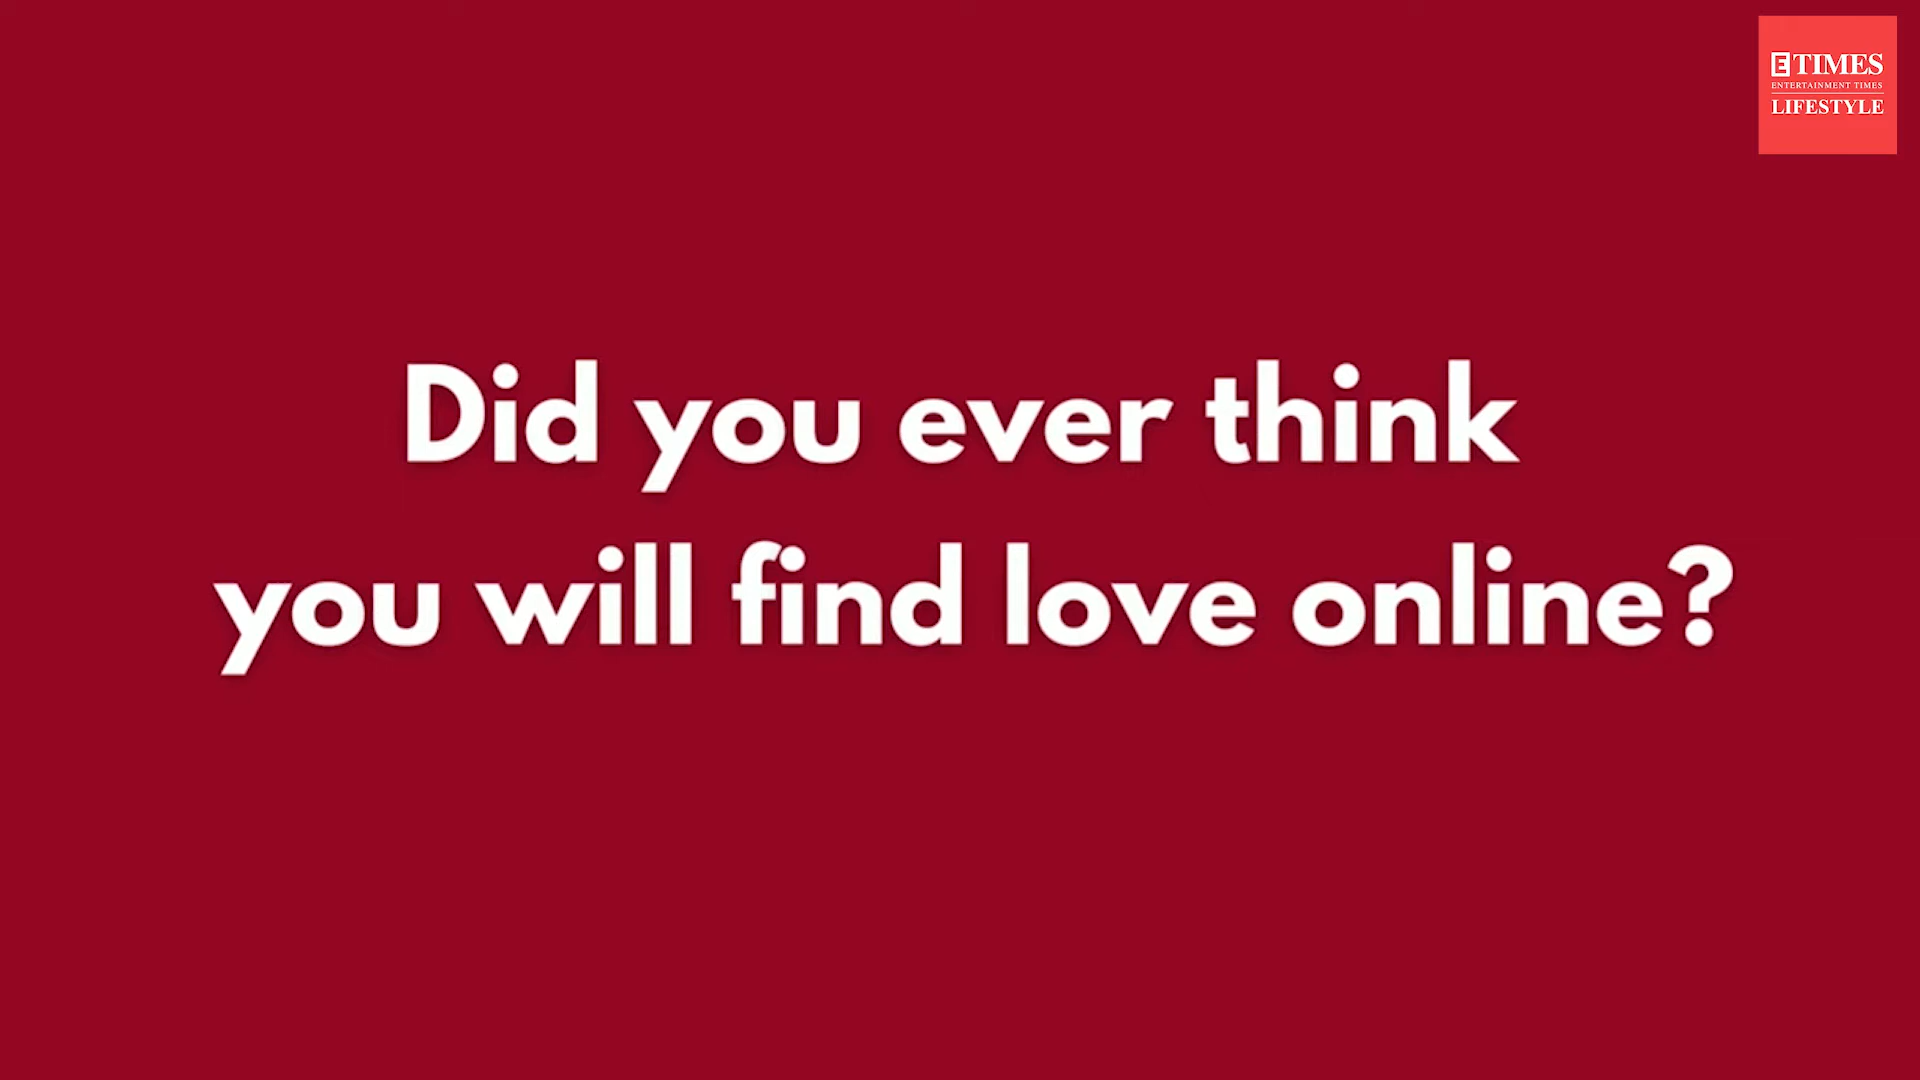 ETIMES
ENTERTAINMENT TIMES
LIFESTYLE
Did you ever think
you will find love online?